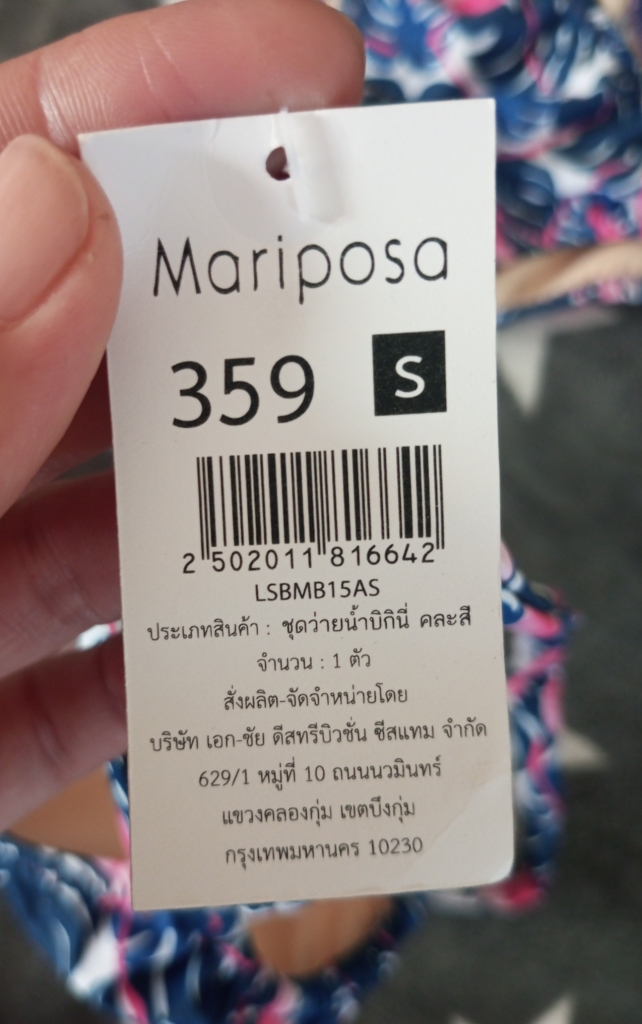 Mariposa
359 S
2 502011 816642
LSBMB15AS
ประเภทสินค้า : ชุดว่ายน้ำบิกินี่ คละสี
จำนวน : 1 ตัว
สั่งผลิต-จัดจำหน่ายโดย
บริษัท เอก-ชัย ดีสทรีบิวชั่น ซีสแทม จำกัด
629/1 หมู่ที่ 10 ถนนนวมินทร์
แขวงคลองกุ่ม เขตบึงกุ่ม
กรุงเทพมหานคร 10230